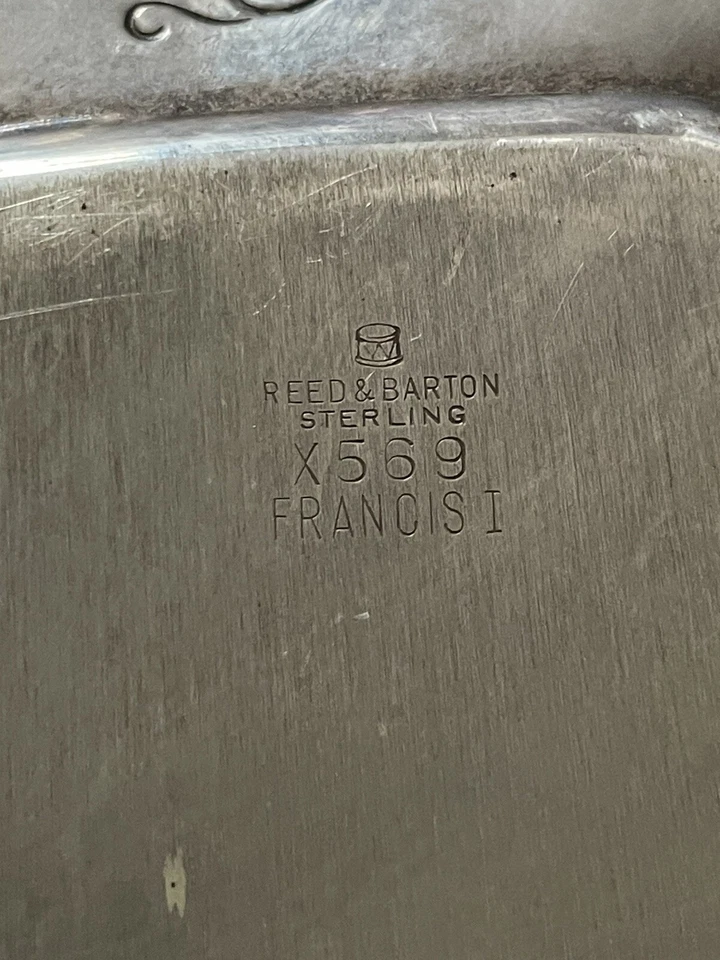 REED & BARTON
STERLING
X569
FRANCIS I